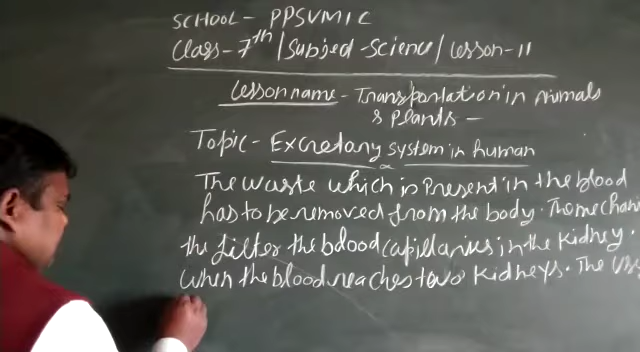 SCHOOL - PPSVMIC
Class - 7th / Subject - Science / Lesson - 11
Lesson name - Transportation in Animals
& Plants -
Topic - Excretory system in human
The waste which is Present in the blood
has to be removed from the body. The mechan
the filter the blood capillaries in the kidney.
When the blood reaches two kidneys. The